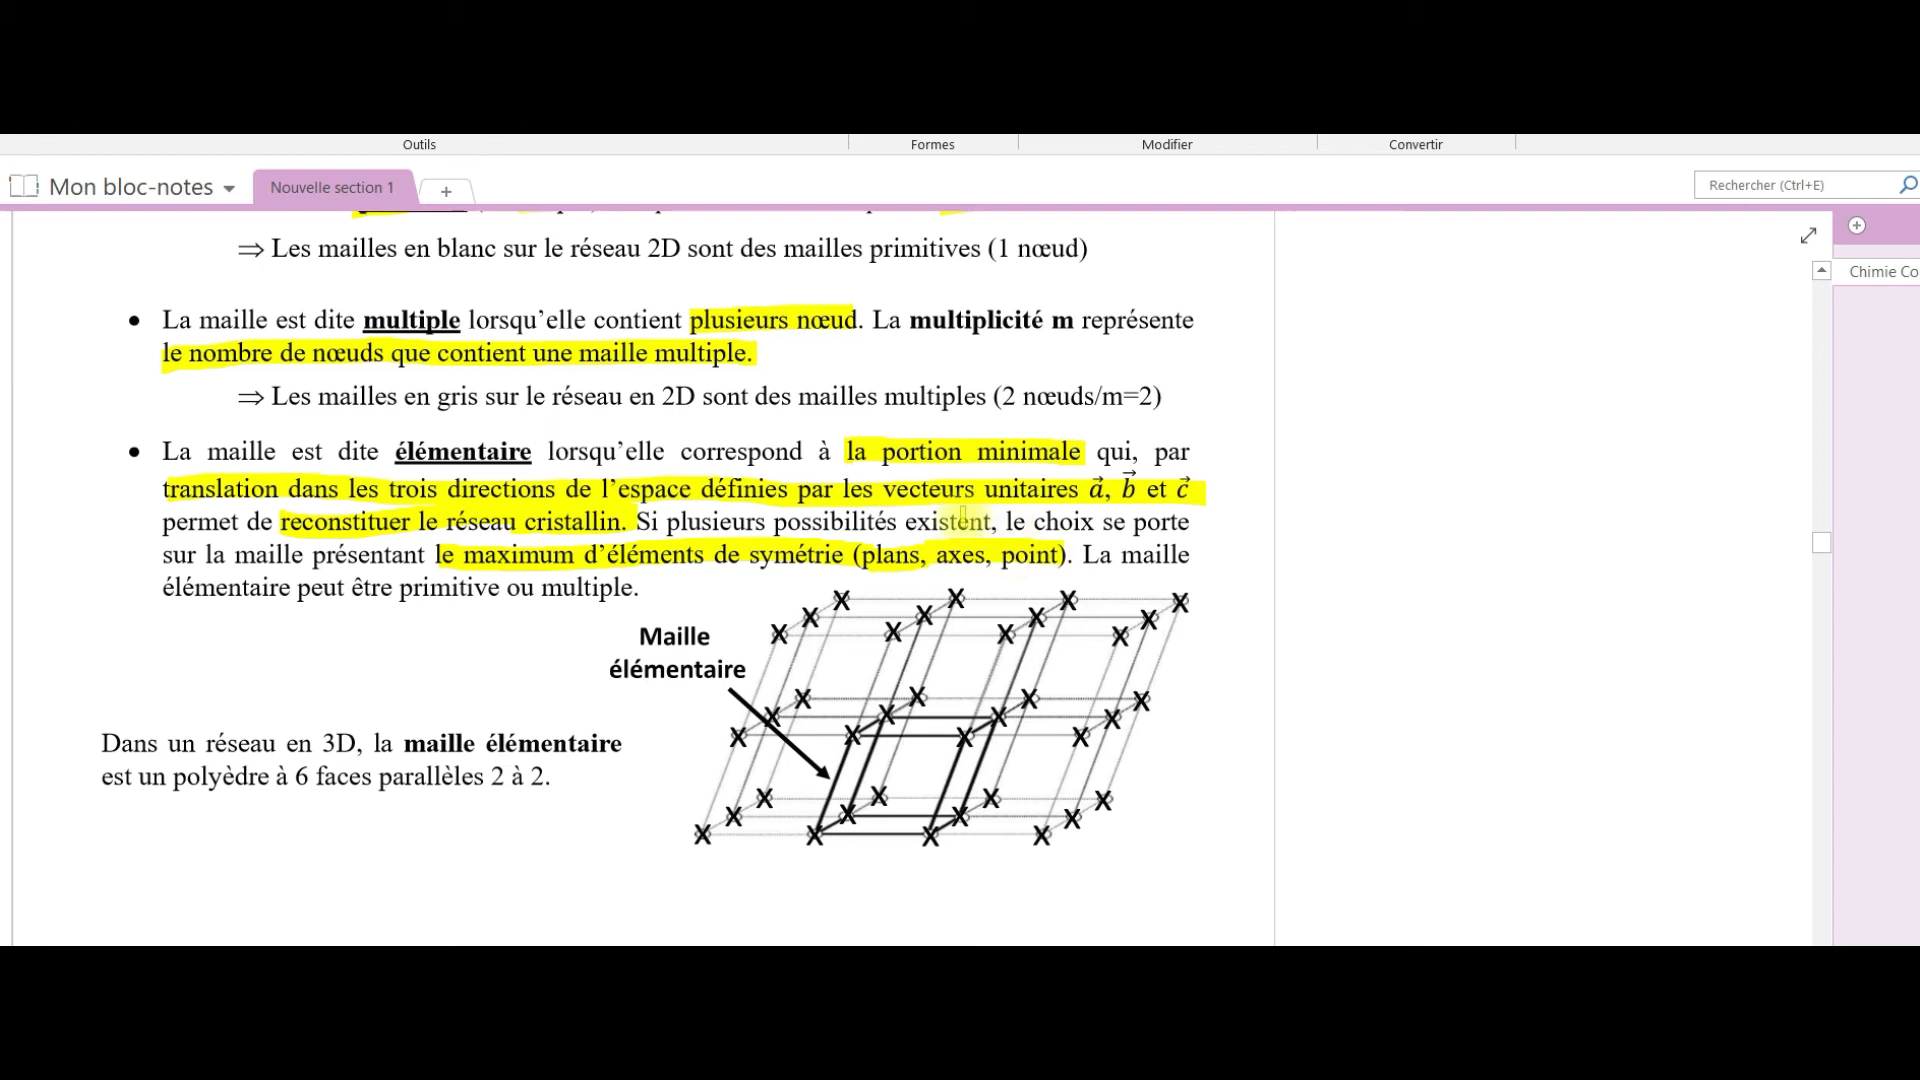 Outils Formes Modifier Convertir
Mon bloc-notes Nouvelle section 1 + Rechercher (Ctrl+E)
⇒ Les mailles en blanc sur le réseau 2D sont des mailles primitives (1 nœud)
Chimie Co
• La maille est dite multiple lorsqu’elle contient plusieurs nœud. La multiplicité m représente
le nombre de nœuds que contient une maille multiple.
⇒ Les mailles en gris sur le réseau en 2D sont des mailles multiples (2 nœuds/m=2)
• La maille est dite élémentaire lorsqu’elle correspond à la portion minimale qui, par
translation dans les trois directions de l’espace définies par les vecteurs unitaires a⃗, b⃗ et c⃗
permet de reconstituer le réseau cristallin. Si plusieurs possibilités existent, le choix se porte
sur la maille présentant le maximum d’éléments de symétrie (plans, axes, point). La maille
élémentaire peut être primitive ou multiple.
Maille
élémentaire
Dans un réseau en 3D, la maille élémentaire
est un polyèdre à 6 faces parallèles 2 à 2.